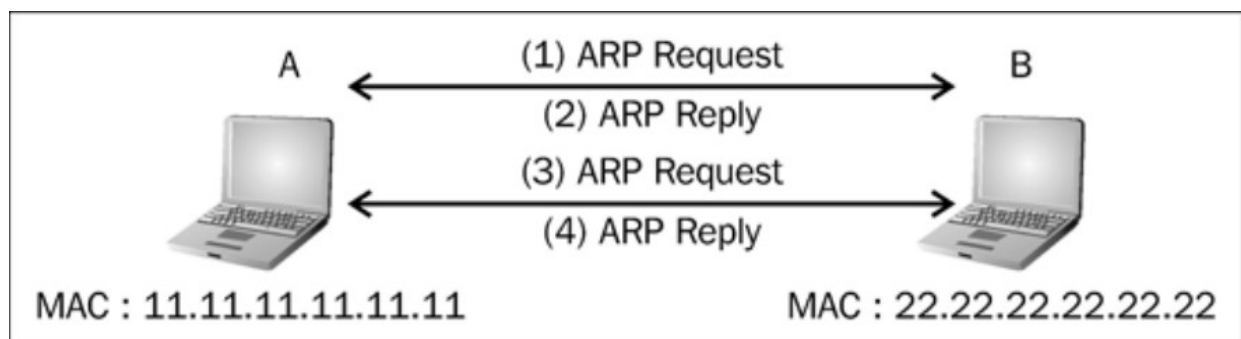 A
(1) ARP Request
B
(2) ARP Reply
(3) ARP Request
(4) ARP Reply
MAC : 11.11.11.11.11.11
MAC : 22.22.22.22.22.22